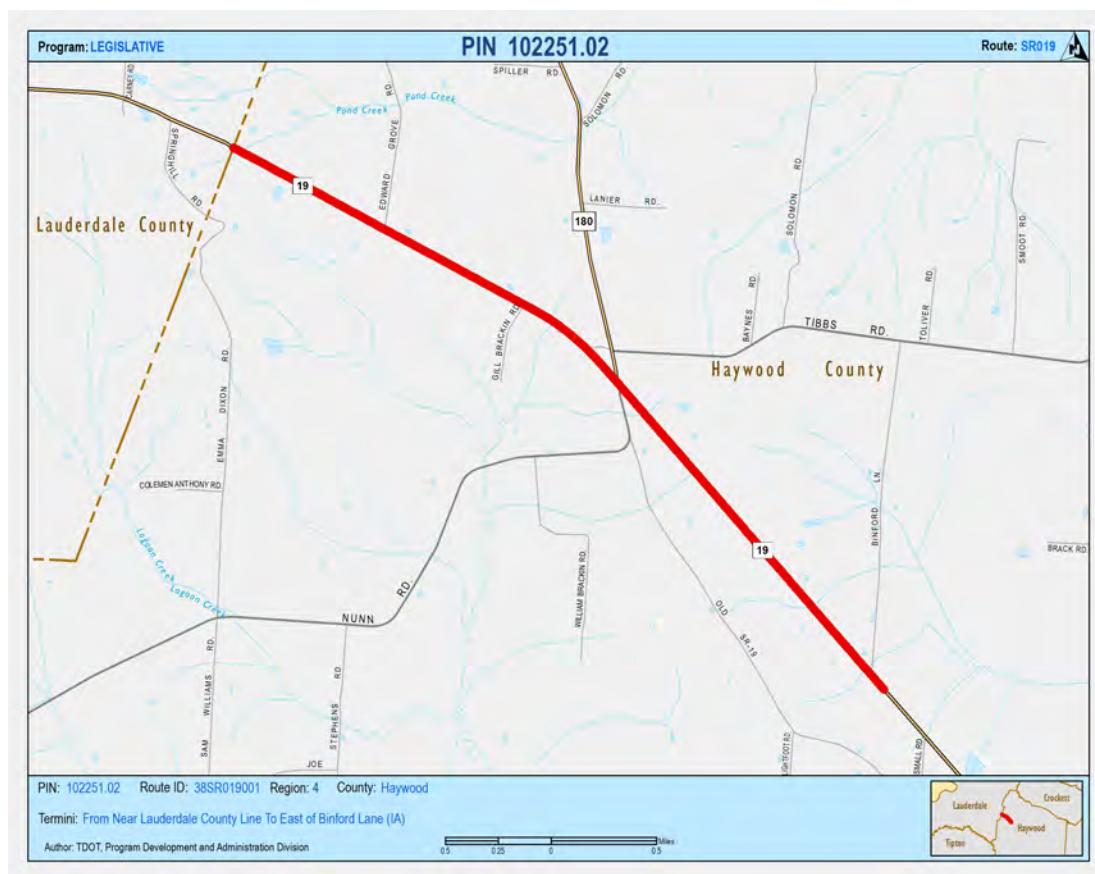 Program: LEGISLATIVE
PIN 102251.02
Route: SR019
N
CARNEY RD
SPILLER RD.
SOLOMON RD.
Pond Creek
Pond Creek
SPRINGHILL RD.
EDWARD GROVE RD.
19
LANIER RD.
180
SOLOMON RD.
SMOOT RD.
Lauderdale County
BAYNES RD.
TOLIVER RD.
TIBBS RD.
GILL BRACKIN RD.
Haywood County
EMMA DIXON RD.
COLEMEN ANTHONY RD.
BINFORD LN.
19
BRACK RD.
Lagoon Creek
Lagoon Creek
NUNN RD.
WILLIAM BRACKIN RD.
OLD SR-19
SAM WILLIAMS RD.
STEPHENS RD.
JOE
LIGHTFOOT RD
SMALL RD.
PIN: 102251.02 Route ID: 38SR019001 Region: 4 County: Haywood
Termini: From Near Lauderdale County Line To East of Binford Lane (IA)
Author: TDOT, Program Development and Administration Division
0.5 0.25 0 0.5 Miles
Lauderdale
Crockett
Haywood
Tipton